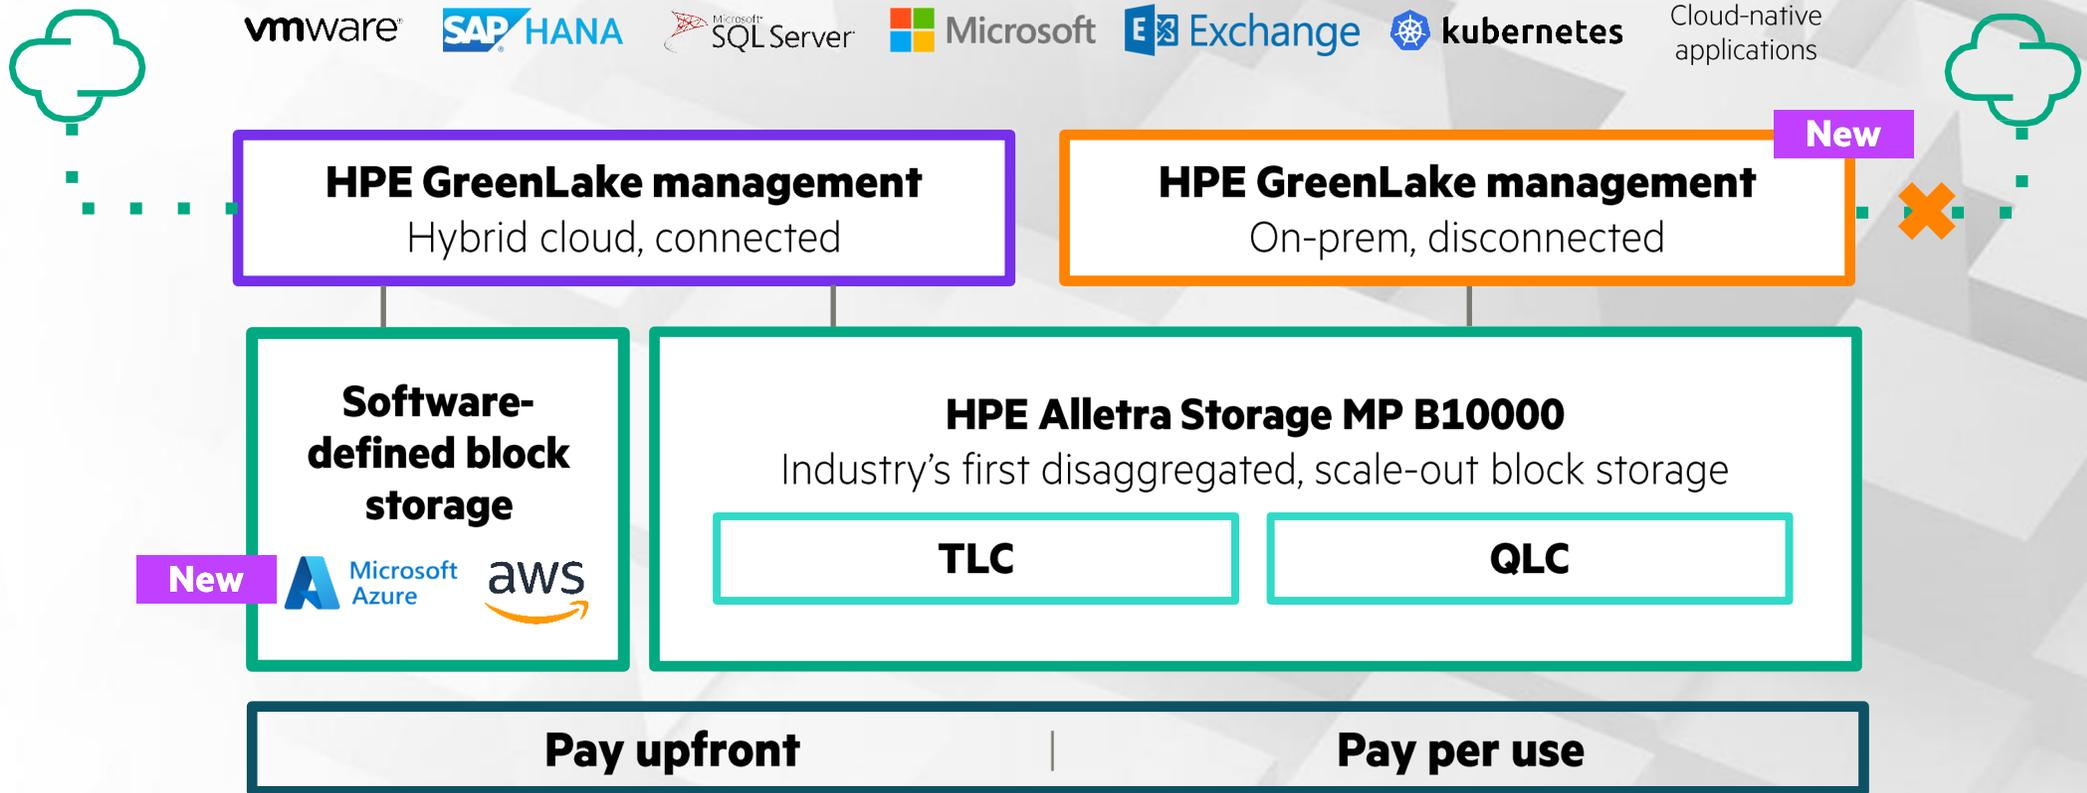 vmware®
SAP® HANA
Microsoft®
SQL Server®
Microsoft
Exchange
kubernetes
Cloud-native
applications
New
HPE GreenLake management
Hybrid cloud, connected
HPE GreenLake management
On-prem, disconnected
Software-
defined block
storage
New
Microsoft
Azure
aws
HPE Alletra Storage MP B10000
Industry’s first disaggregated, scale-out block storage
TLC
QLC
Pay upfront
Pay per use